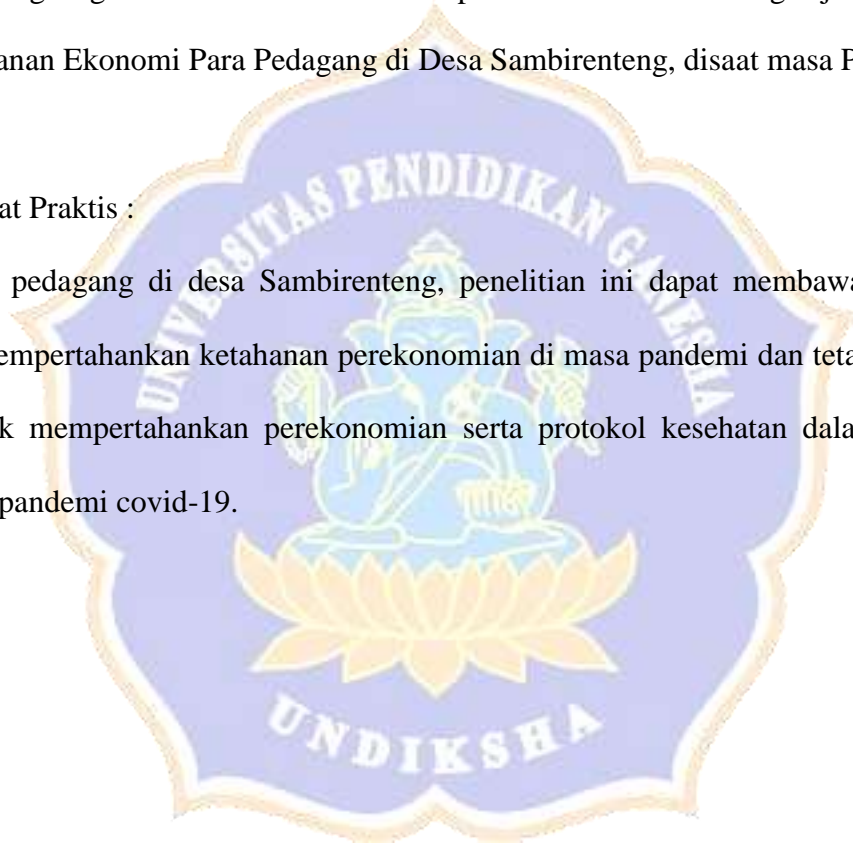 anan Ekonomi Para Pedagang di Desa Sambirenteng, disaat masa P
at Praktis :
pedagang di desa Sambirenteng, penelitian ini dapat membawa
empertahankan ketahanan perekonomian di masa pandemi dan teta
k mempertahankan perekonomian serta protokol kesehatan dala
pandemi covid-19.
UNIVERSITAS PENDIDIKAN GANESHA
UNDIKSHA